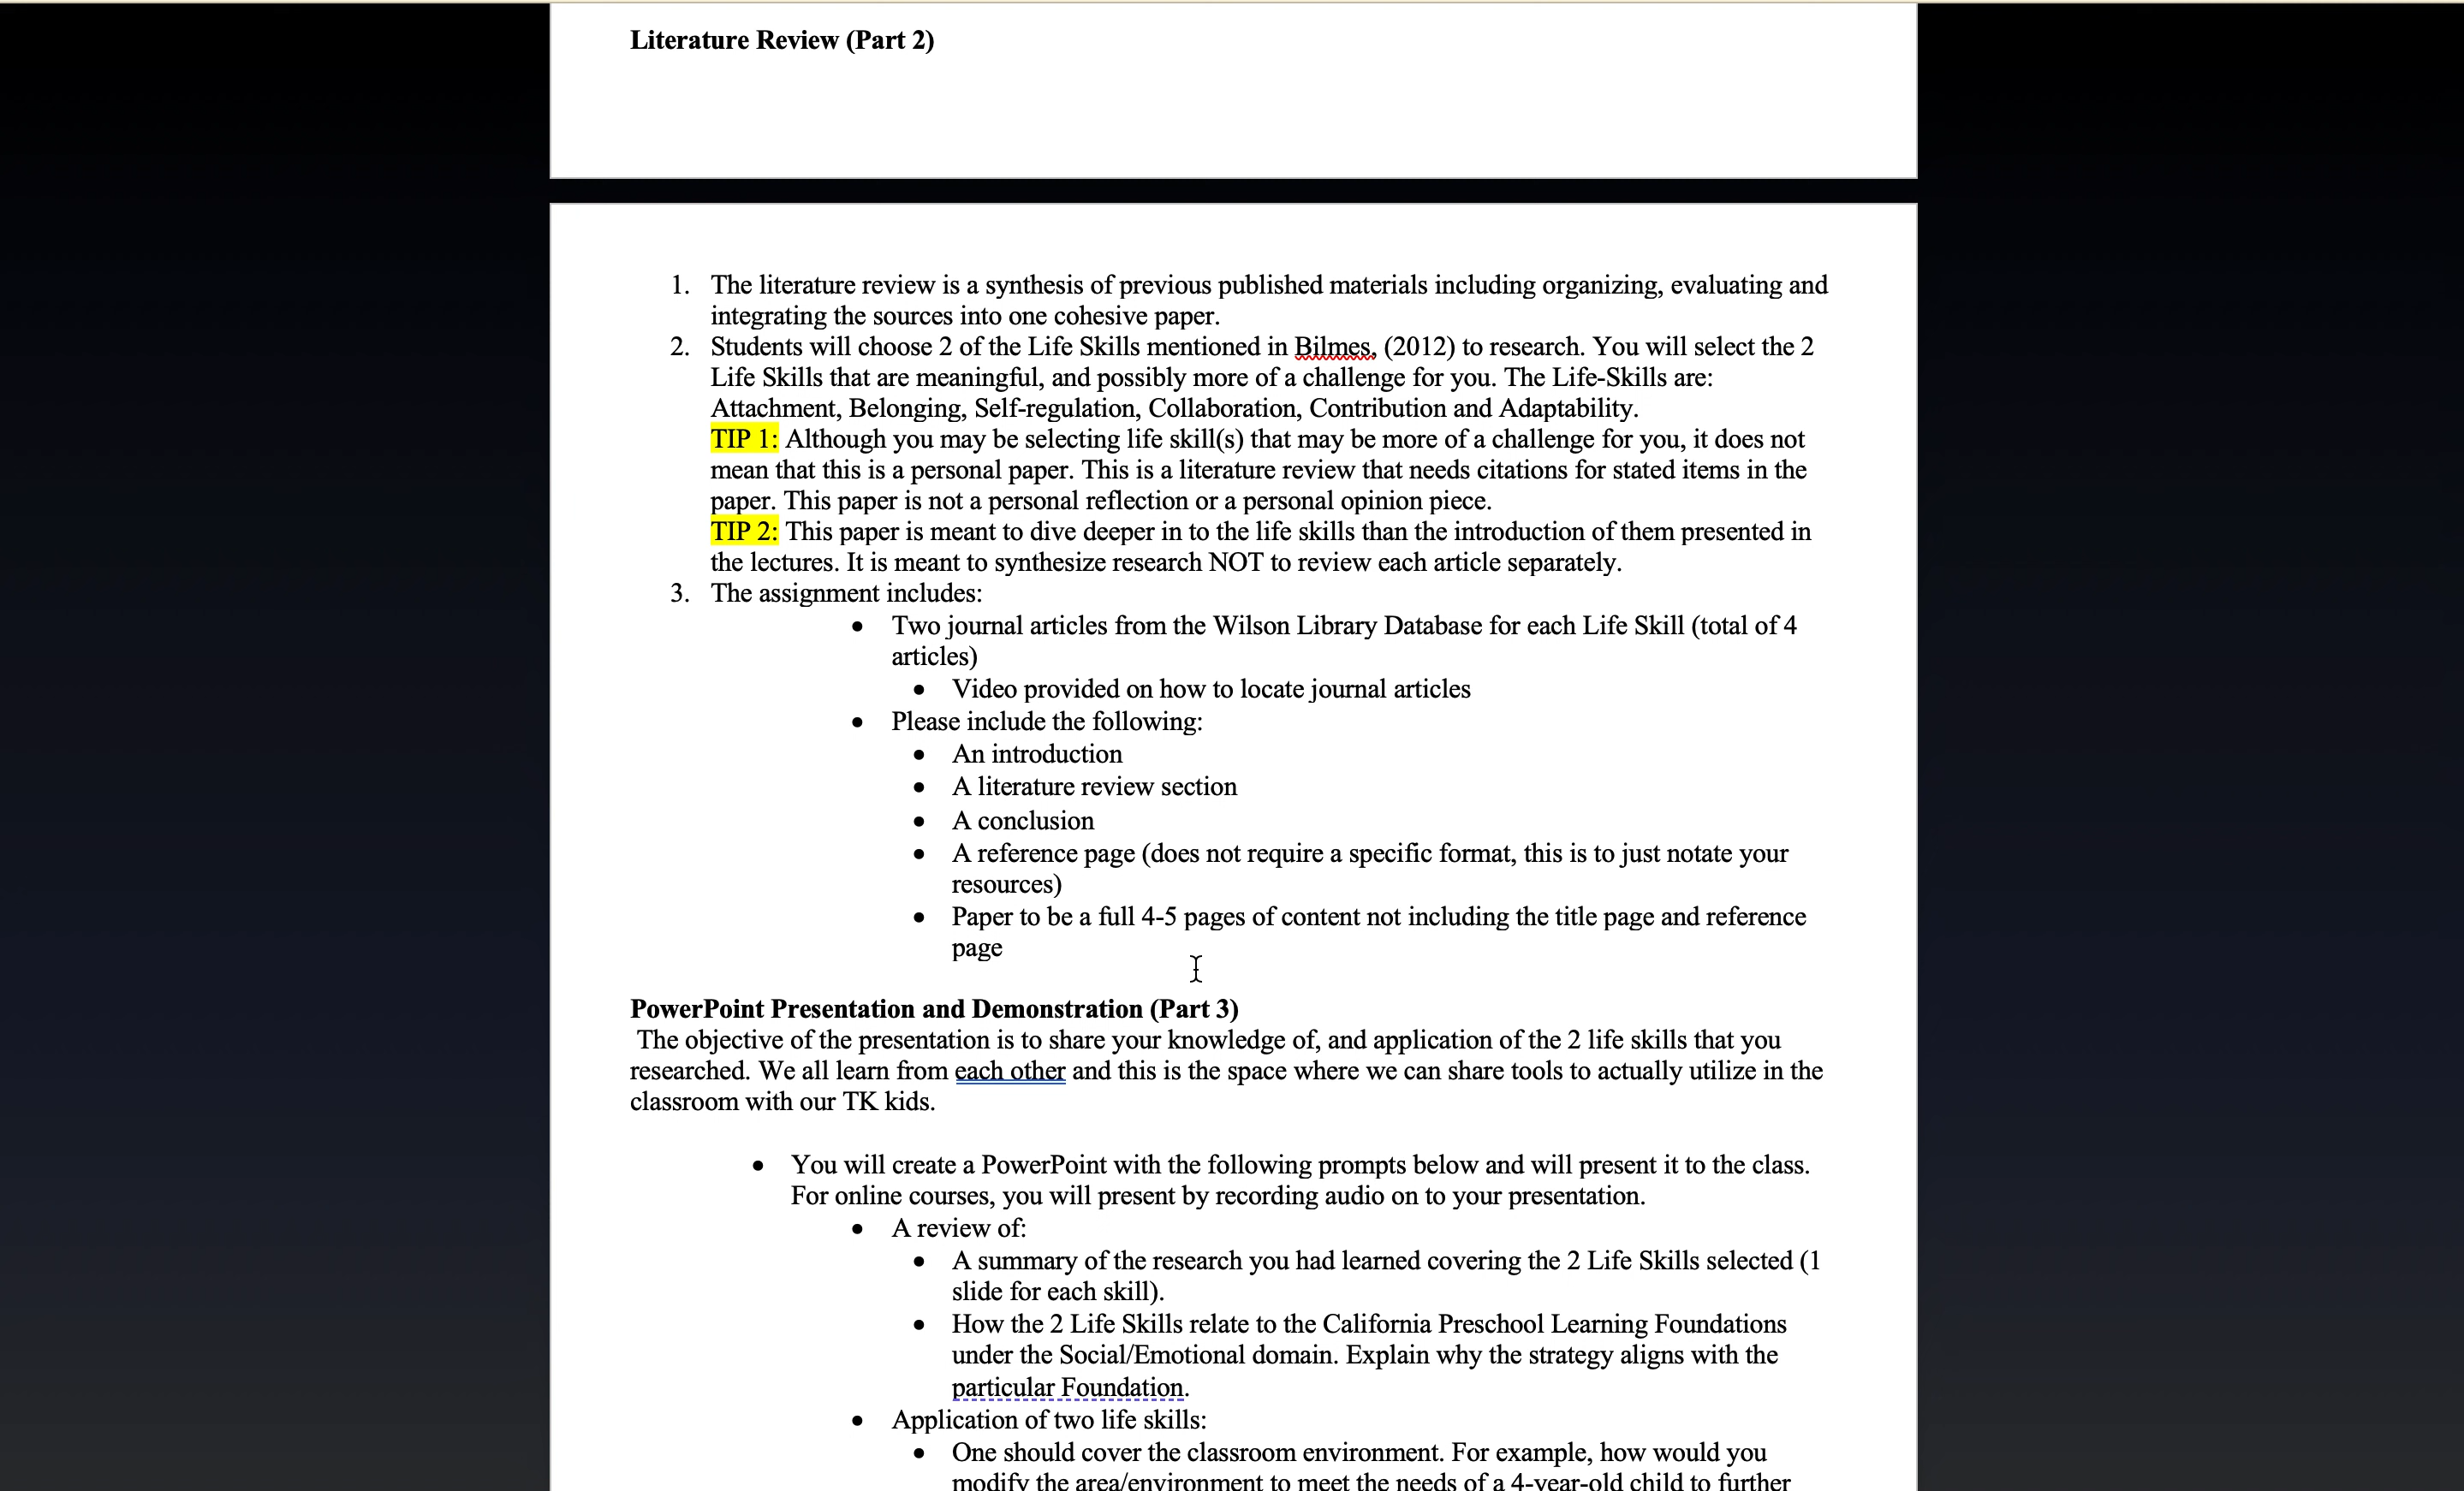 Literature Review (Part 2)
1. The literature review is a synthesis of previous published materials including organizing, evaluating and
integrating the sources into one cohesive paper.
2. Students will choose 2 of the Life Skills mentioned in Bilmes, (2012) to research. You will select the 2
Life Skills that are meaningful, and possibly more of a challenge for you. The Life-Skills are:
Attachment, Belonging, Self-regulation, Collaboration, Contribution and Adaptability.
TIP 1: Although you may be selecting life skill(s) that may be more of a challenge for you, it does not
mean that this is a personal paper. This is a literature review that needs citations for stated items in the
paper. This paper is not a personal reflection or a personal opinion piece.
TIP 2: This paper is meant to dive deeper in to the life skills than the introduction of them presented in
the lectures. It is meant to synthesize research NOT to review each article separately.
3. The assignment includes:
• Two journal articles from the Wilson Library Database for each Life Skill (total of 4
articles)
• Video provided on how to locate journal articles
• Please include the following:
• An introduction
• A literature review section
• A conclusion
• A reference page (does not require a specific format, this is to just notate your
resources)
• Paper to be a full 4-5 pages of content not including the title page and reference
page
PowerPoint Presentation and Demonstration (Part 3)
The objective of the presentation is to share your knowledge of, and application of the 2 life skills that you
researched. We all learn from each other and this is the space where we can share tools to actually utilize in the
classroom with our TK kids.
• You will create a PowerPoint with the following prompts below and will present it to the class.
For online courses, you will present by recording audio on to your presentation.
• A review of:
• A summary of the research you had learned covering the 2 Life Skills selected (1
slide for each skill).
• How the 2 Life Skills relate to the California Preschool Learning Foundations
under the Social/Emotional domain. Explain why the strategy aligns with the
particular Foundation.
• Application of two life skills:
• One should cover the classroom environment. For example, how would you
modify the area/environment to meet the needs of a 4-year-old child to further